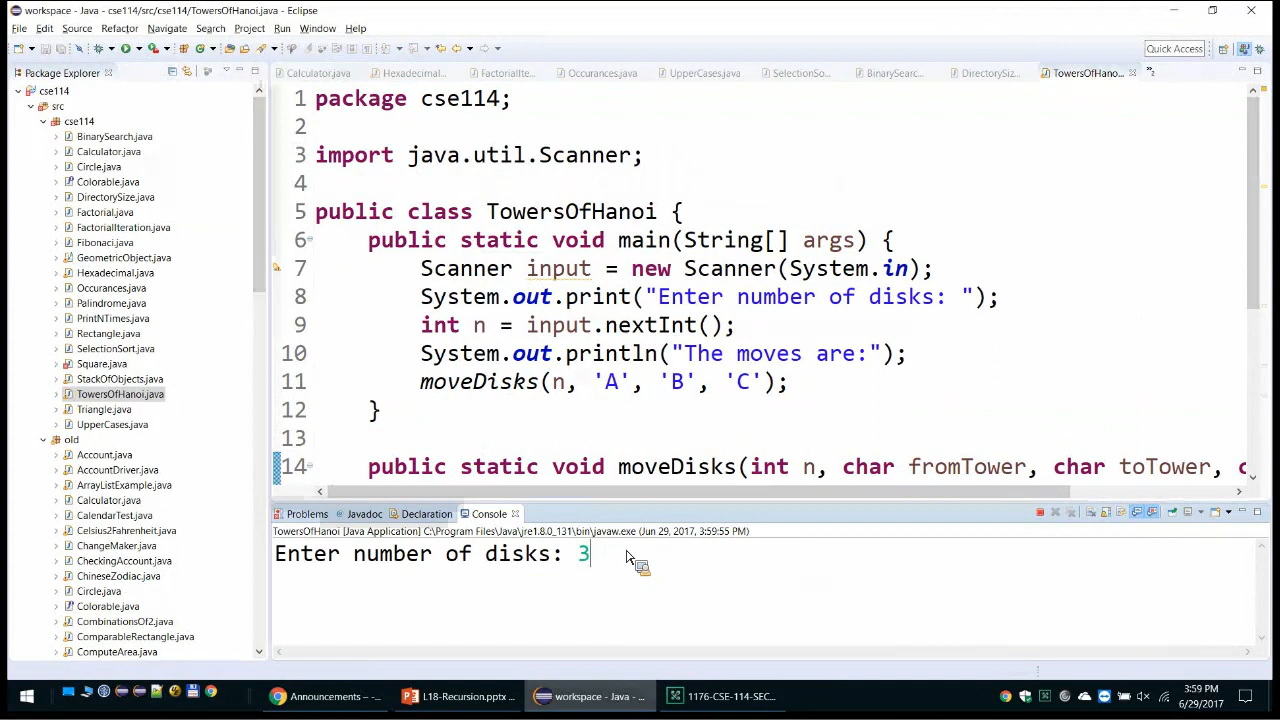 workspace - Java - cse114/src/cse114/TowersOfHanoi.java - Eclipse
File Edit Source Refactor Navigate Search Project Run Window Help
Quick Access
Package Explorer
Calculator.java
Hexadecimal...
FactorialIte...
Occurances.java
UpperCases.java
SelectionSo...
BinarySearc...
DirectorySiz...
TowersOfHano...
cse114
src
cse114
BinarySearch.java
Calculator.java
Circle.java
Colorable.java
DirectorySize.java
Factorial.java
FactorialIteration.java
Fibonaci.java
GeometricObject.java
Hexadecimal.java
Occurances.java
Palindrome.java
PrintNTimes.java
Rectangle.java
SelectionSort.java
Square.java
StackOfObjects.java
TowersOfHanoi.java
Triangle.java
UpperCases.java
old
Account.java
AccountDriver.java
ArrayListExample.java
Calculator.java
CalendarTest.java
Celsius2Fahrenheit.java
ChangeMaker.java
CheckingAccount.java
ChineseZodiac.java
Circle.java
Colorable.java
CombinationsOf2.java
ComparableRectangle.java
ComputeArea.java
1 package cse114;
2
3 import java.util.Scanner;
4
5 public class TowersOfHanoi {
6 public static void main(String[] args) {
7 Scanner input = new Scanner(System.in);
8 System.out.print("Enter number of disks: ");
9 int n = input.nextInt();
10 System.out.println("The moves are:");
11 moveDisks(n, 'A', 'B', 'C');
12 }
13
14 public static void moveDisks(int n, char fromTower, char toTower, c
Problems Javadoc Declaration Console
TowersOfHanoi [Java Application] C:\Program Files\Java\jre1.8.0_131\bin\javaw.exe (Jun 29, 2017, 3:59:55 PM)
Enter number of disks: 3
Announcements – ...
L18-Recursion.pptx ...
workspace - Java - ...
1176-CSE-114-SEC...
3:59 PM
6/29/2017